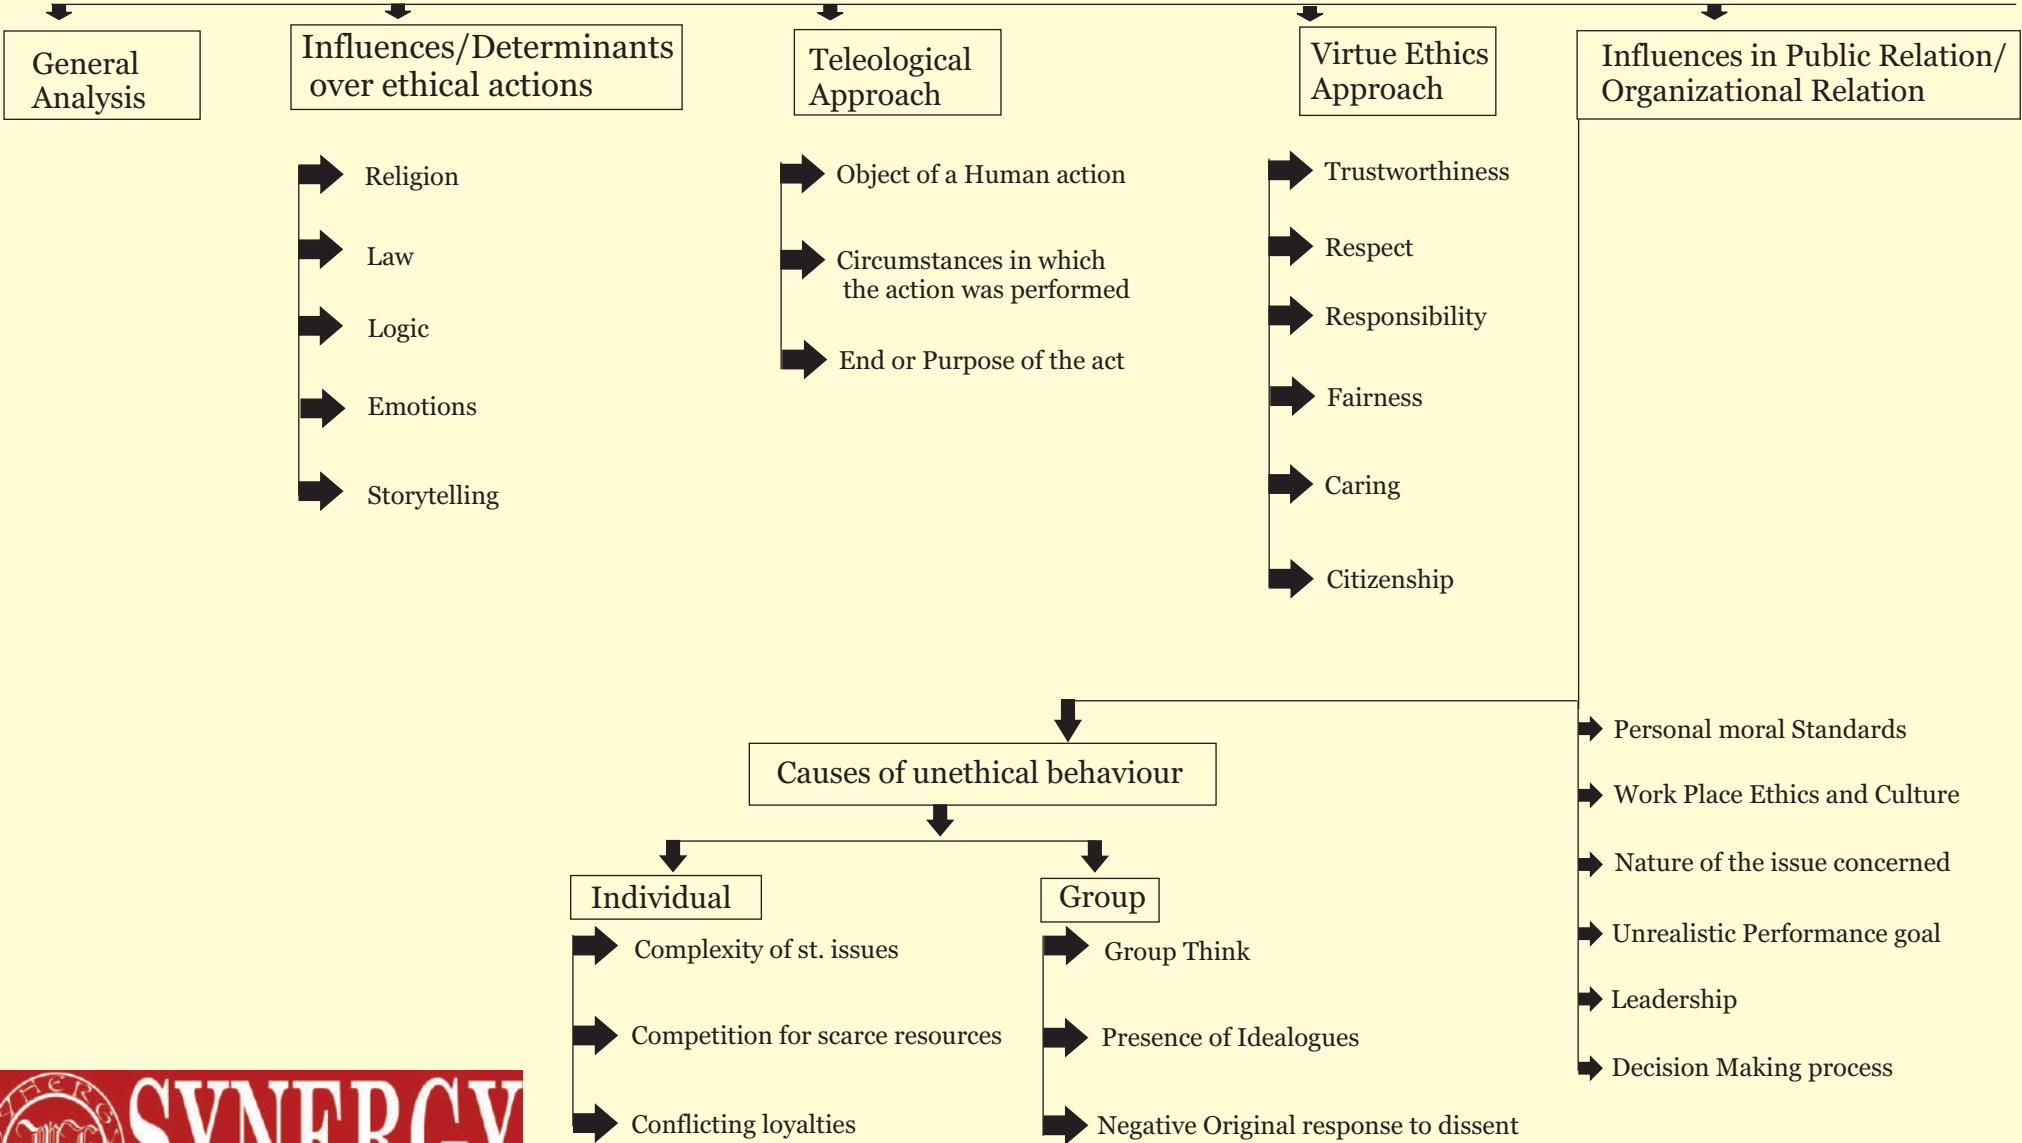 General
Analysis
Influences/Determinants
over ethical actions
Religion
Law
Logic
Emotions
Storytelling
Teleological
Approach
Object of a Human action
Circumstances in which
the action was performed
End or Purpose of the act
Virtue Ethics
Approach
Trustworthiness
Respect
Responsibility
Fairness
Caring
Citizenship
Influences in Public Relation/
Organizational Relation
Personal moral Standards
Work Place Ethics and Culture
Nature of the issue concerned
Unrealistic Performance goal
Leadership
Decision Making process
Causes of unethical behaviour
Individual
Complexity of st. issues
Competition for scarce resources
Conflicting loyalties
Group
Group Think
Presence of Idealogues
Negative Original response to dissent
SYNERGY